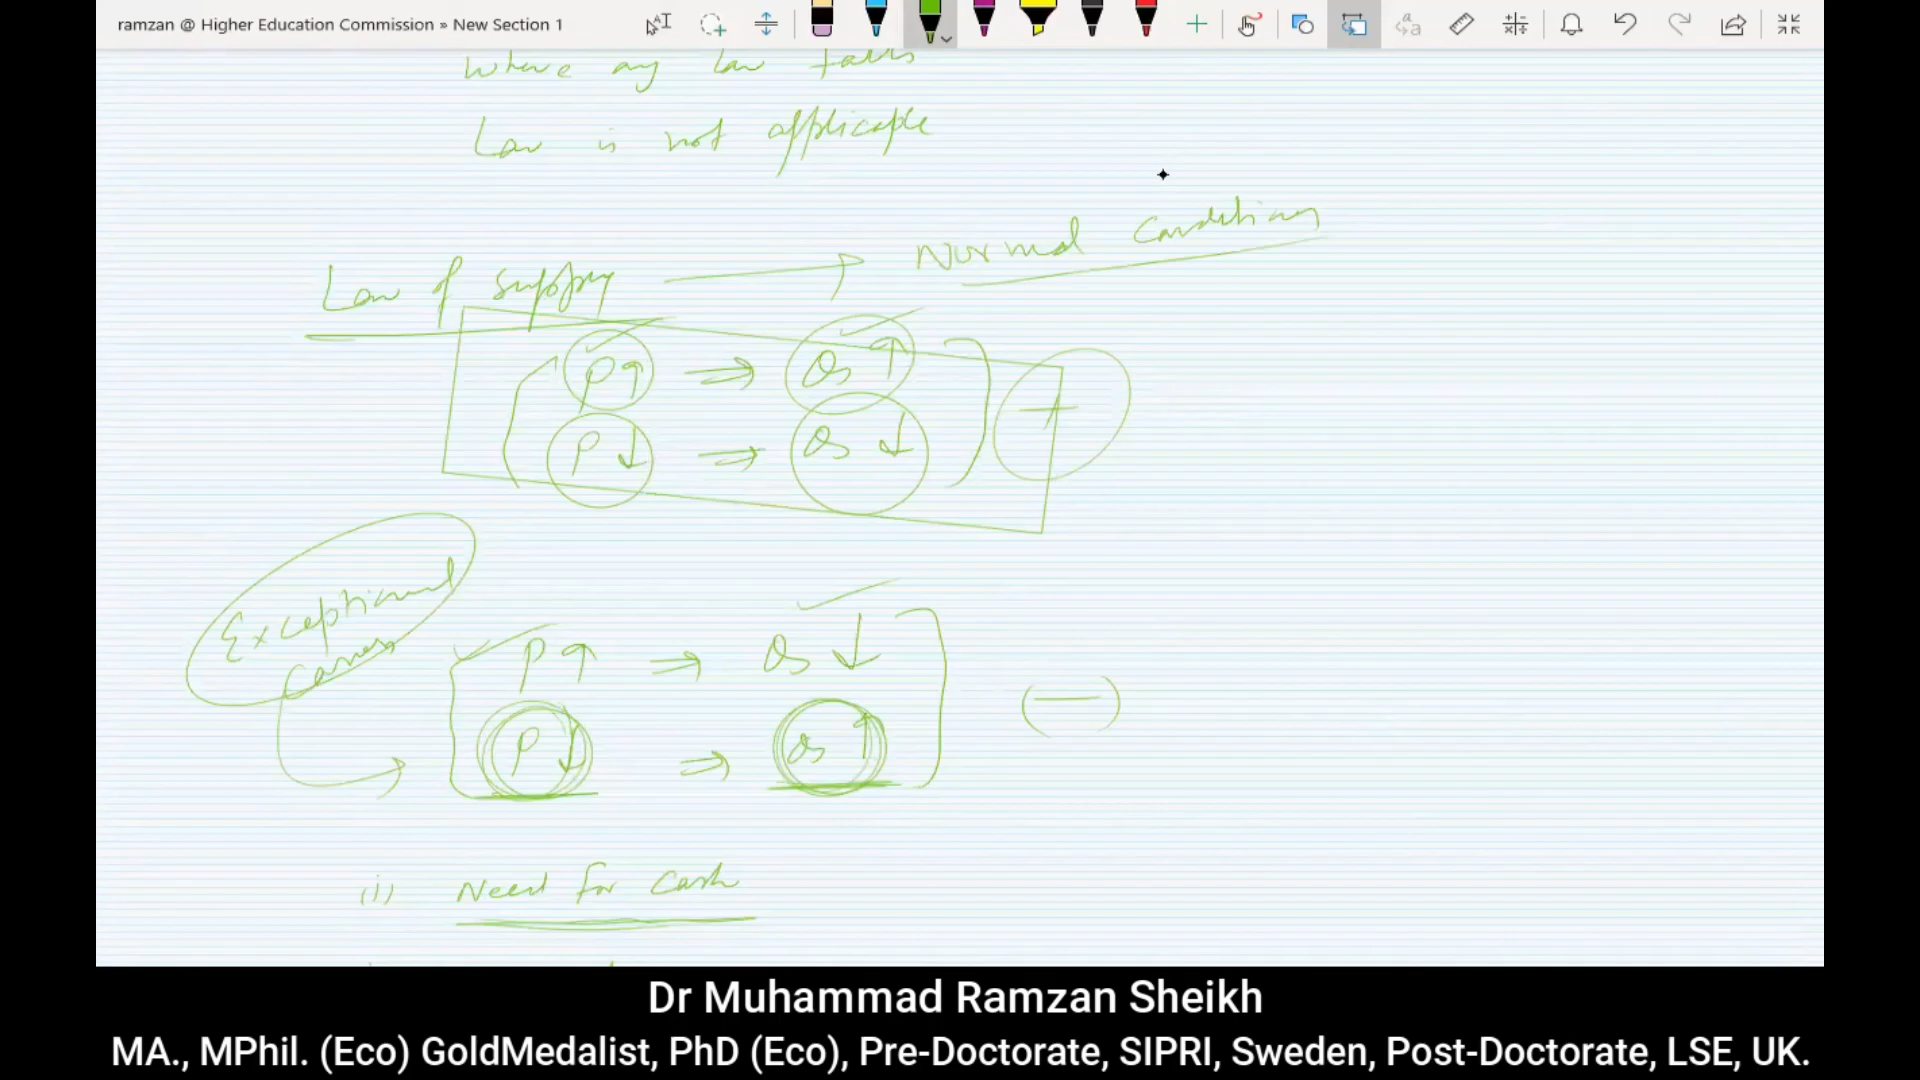 ramzan @ Higher Education Commission » New Section 1
where any law fails
Law is not applicable
Normal Conditions
Law of supply →
P↑ ⇒ Qs ↑
+
P ↓ ⇒ Qs ↓
Exceptional
cases
P ↑ ⇒ Qs ↓
(—)
P ↓ ⇒ Qs ↑
(i) Need for cash
Dr Muhammad Ramzan Sheikh
MA., MPhil. (Eco) GoldMedalist, PhD (Eco), Pre-Doctorate, SIPRI, Sweden, Post-Doctorate, LSE, UK.